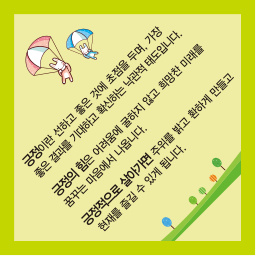 긍정이란 선하고 좋은 것에 초점을 두며, 가장
좋은 결과를 기대하고 확신하는 낙관적 태도입니다.
긍정의 힘은 어려움에 굴하지 않고 희망찬 미래를
꿈꾸는 마음에서 나옵니다.
긍정적으로 살아가면 주위를 밝고 환하게 만들고
현재를 즐길 수 있게 됩니다.